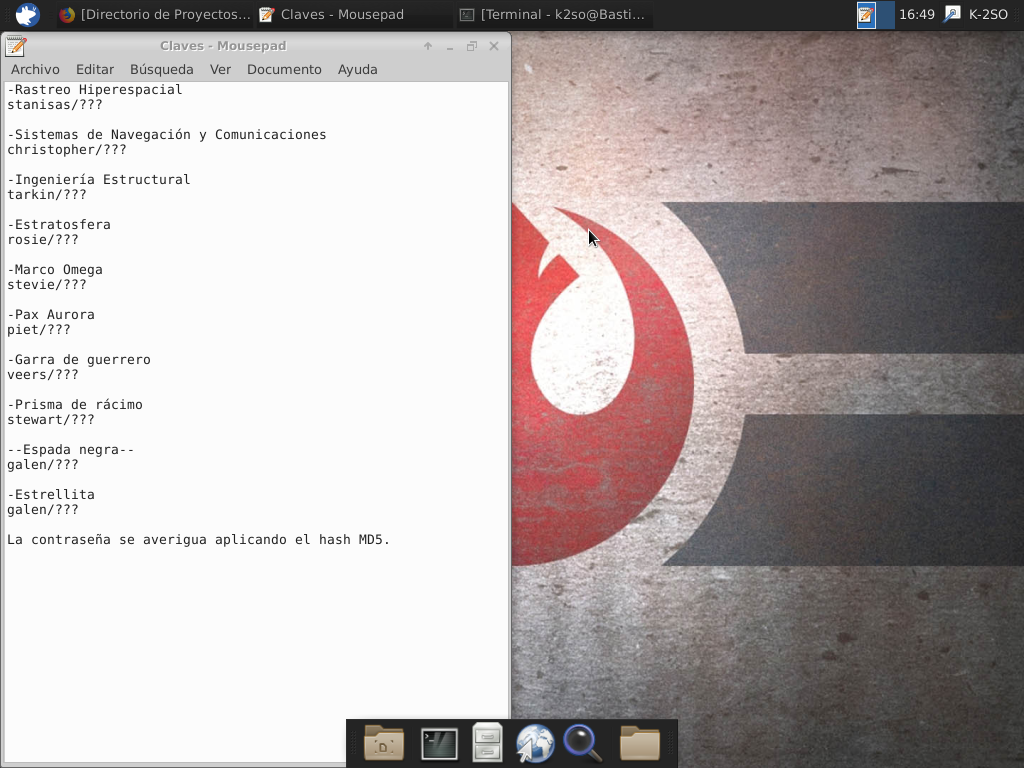 [Directorio de Proyectos...
Claves - Mousepad
[Terminal - k2so@Basti...
16:49
K-2SO
Claves - Mousepad
Archivo Editar Búsqueda Ver Documento Ayuda
-Rastreo Hiperespacial
stanisas/???
-Sistemas de Navegación y Comunicaciones
christopher/???
-Ingeniería Estructural
tarkin/???
-Estratosfera
rosie/???
-Marco Omega
stevie/???
-Pax Aurora
piet/???
-Garra de guerrero
veers/???
-Prisma de rácimo
stewart/???
--Espada negra--
galen/???
-Estrellita
galen/???
La contraseña se averigua aplicando el hash MD5.
D